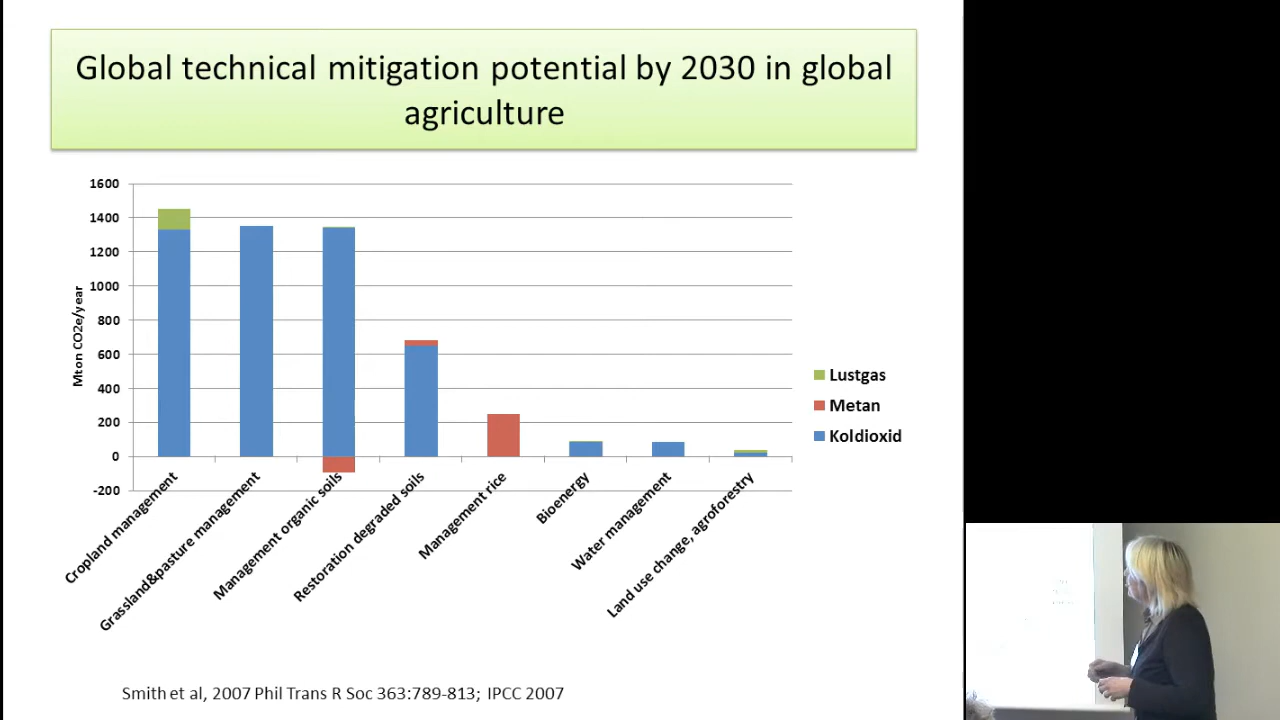 Global technical mitigation potential by 2030 in global
agriculture
1600
1400
1200
1000
800
600
400
200
0
-200
Mton CO2e/year
Cropland management
Grassland&pasture management
Management organic soils
Restoration degraded soils
Management rice
Bioenergy
Water management
Land use change, agroforestry
Lustgas
Metan
Koldioxid
Smith et al, 2007 Phil Trans R Soc 363:789-813; IPCC 2007